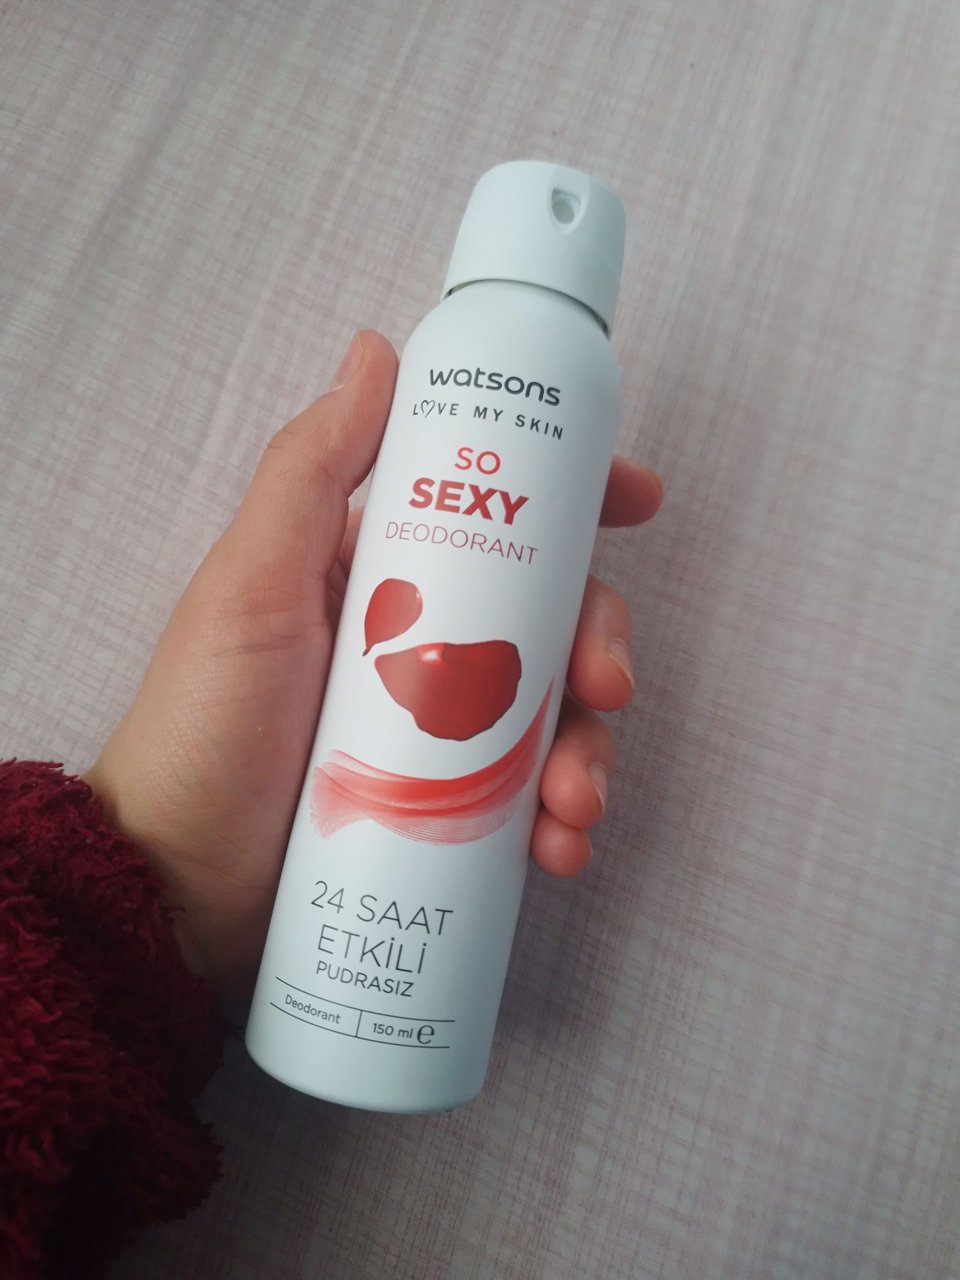 watsons
LOVE MY SKIN
SO
SEXY
DEODORANT
24 SAAT
ETKİLİ
PUDRASIZ
Deodorant 150 ml ℮